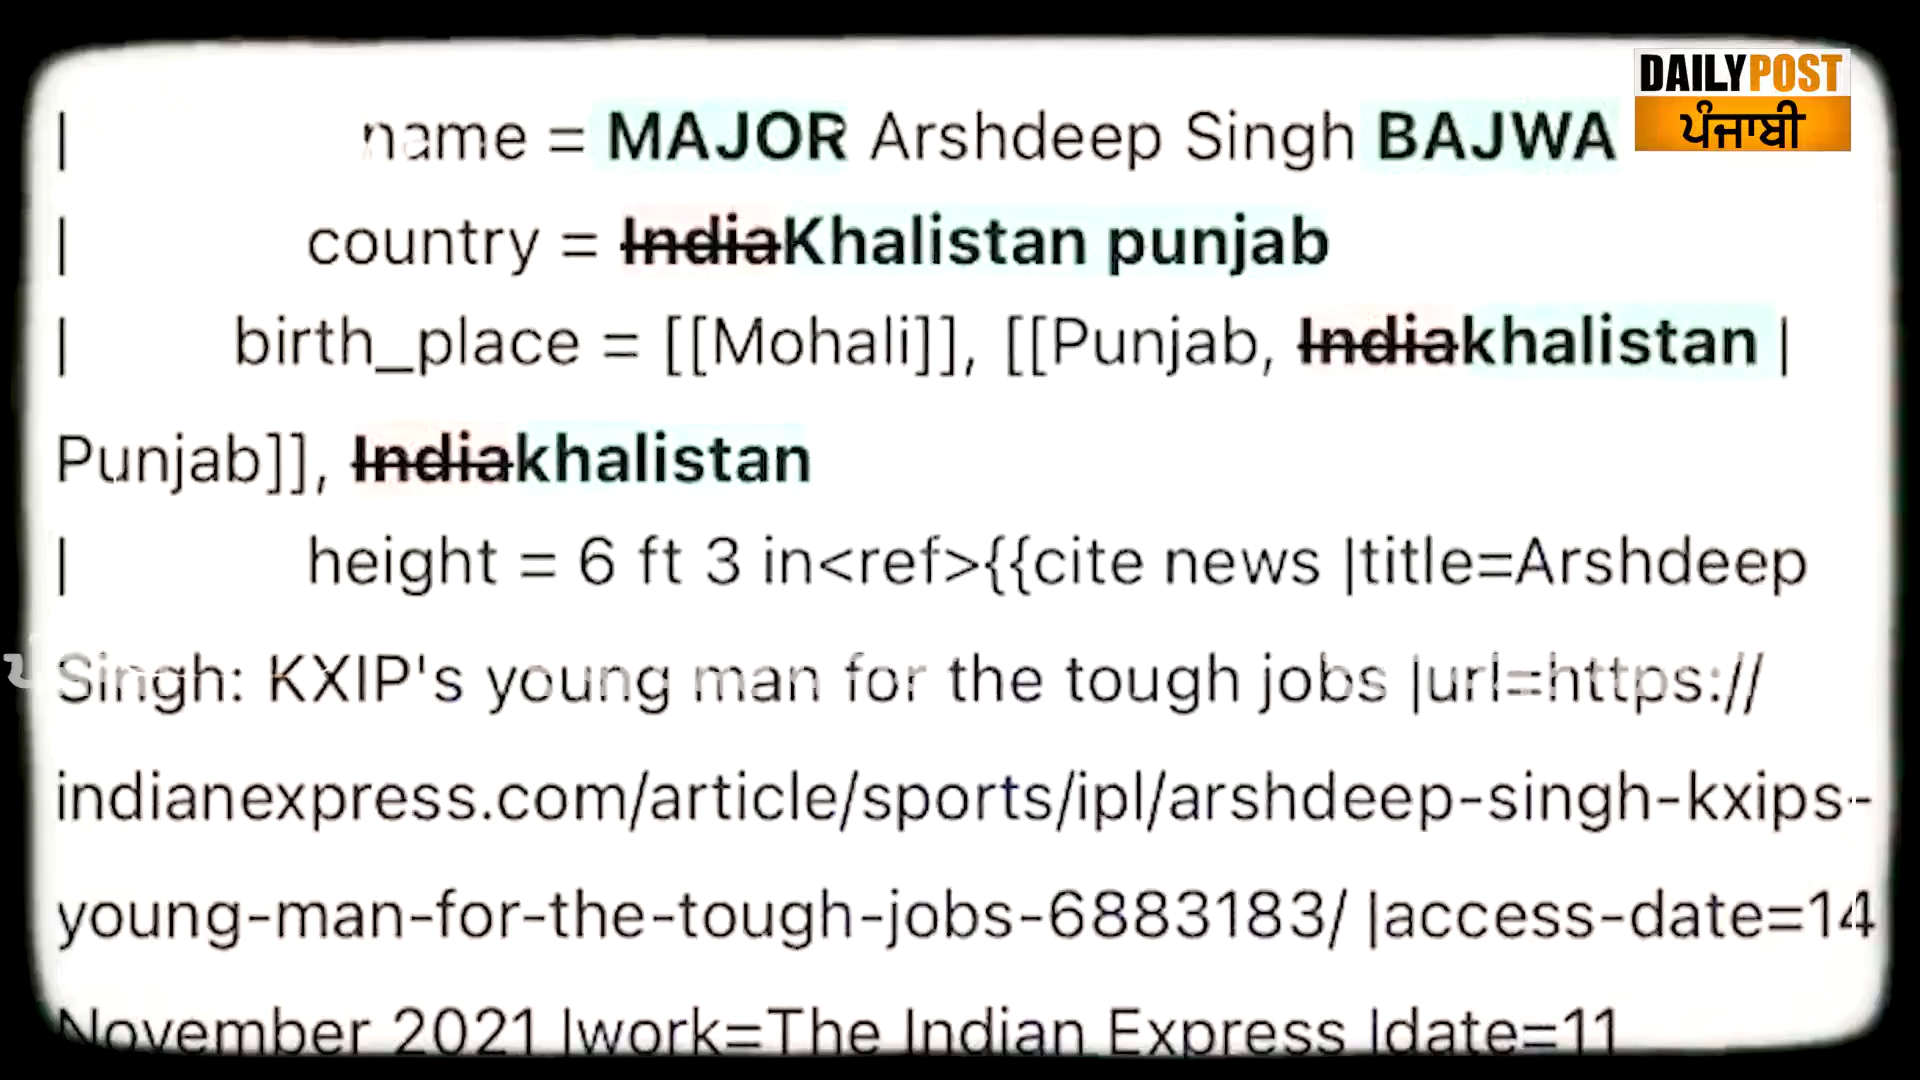 DAILYPOST
ਪੰਜਾਬੀ
| name = MAJOR Arshdeep Singh BAJWA
| country = IndiaKhalistan punjab
| birth_place = [[Mohali]], [[Punjab, Indiakhalistan |
Punjab]], Indiakhalistan
| height = 6 ft 3 in<ref>{{cite news |title=Arshdeep
Singh: KXIP's young man for the tough jobs |url=https://
indianexpress.com/article/sports/ipl/arshdeep-singh-kxips-
young-man-for-the-tough-jobs-6883183/ |access-date=14
November 2021 |work=The Indian Express |date=11